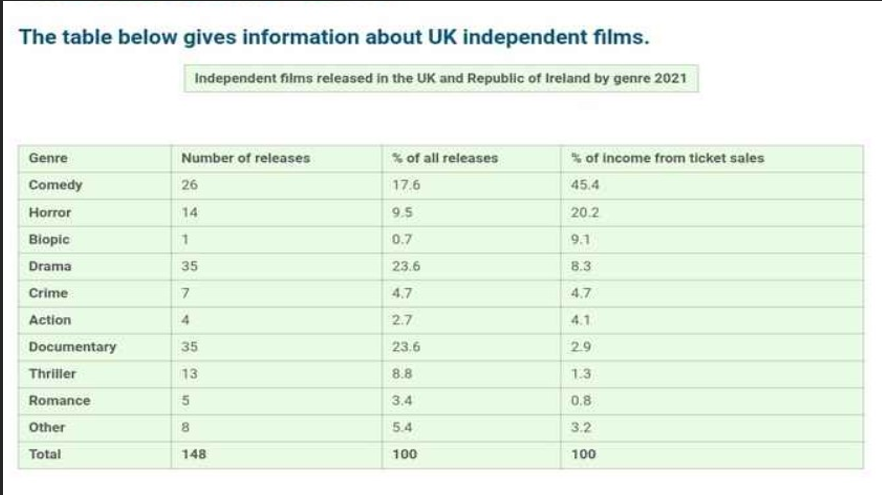 The table below gives information about UK independent films.
Independent films released in the UK and Republic of Ireland by genre 2021
Genre Number of releases % of all releases % of income from ticket sales
Comedy 26 17.6 45.4
Horror 14 9.5 20.2
Biopic 1 0.7 9.1
Drama 35 23.6 8.3
Crime 7 4.7 4.7
Action 4 2.7 4.1
Documentary 35 23.6 2.9
Thriller 13 8.8 1.3
Romance 5 3.4 0.8
Other 8 5.4 3.2
Total 148 100 100